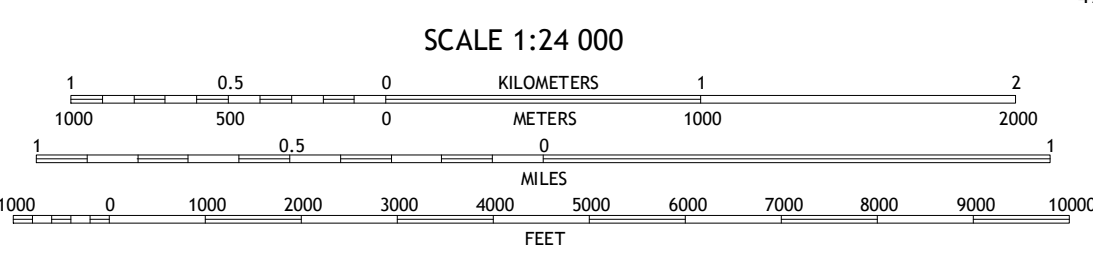 SCALE 1:24 000
1 0.5 0 KILOMETERS 1 2
1000 500 0 METERS 1000 2000
1 0.5 0 1
MILES
1000 0 1000 2000 3000 4000 5000 6000 7000 8000 9000 10000
FEET